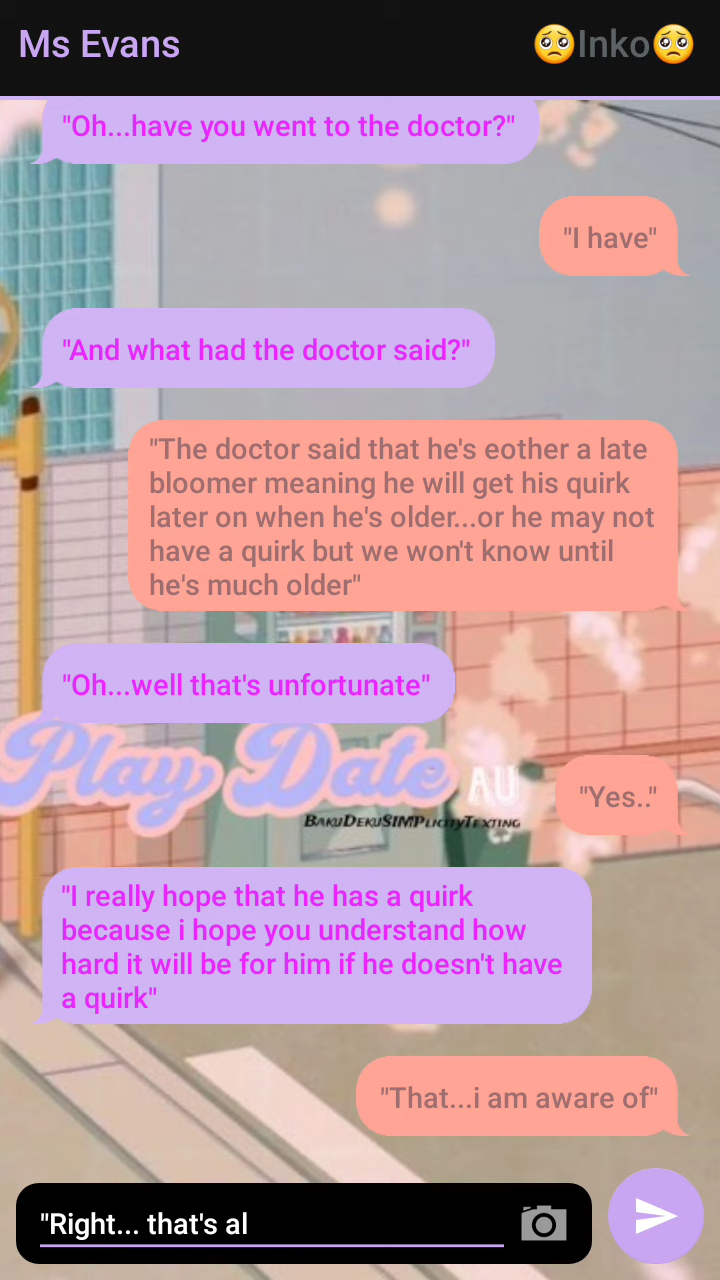 Ms Evans
🥺Inko🥺
"Oh...have you went to the doctor?"
"I have"
"And what had the doctor said?"
"The doctor said that he's eother a late
bloomer meaning he will get his quirk
later on when he's older...or he may not
have a quirk but we won't know until
he's much older"
"Oh...well that's unfortunate"
Play Date AU
BakuDekuSIMPlicityTexting
"Yes.."
"I really hope that he has a quirk
because i hope you understand how
hard it will be for him if he doesn't have
a quirk"
"That...i am aware of"
"Right... that's al